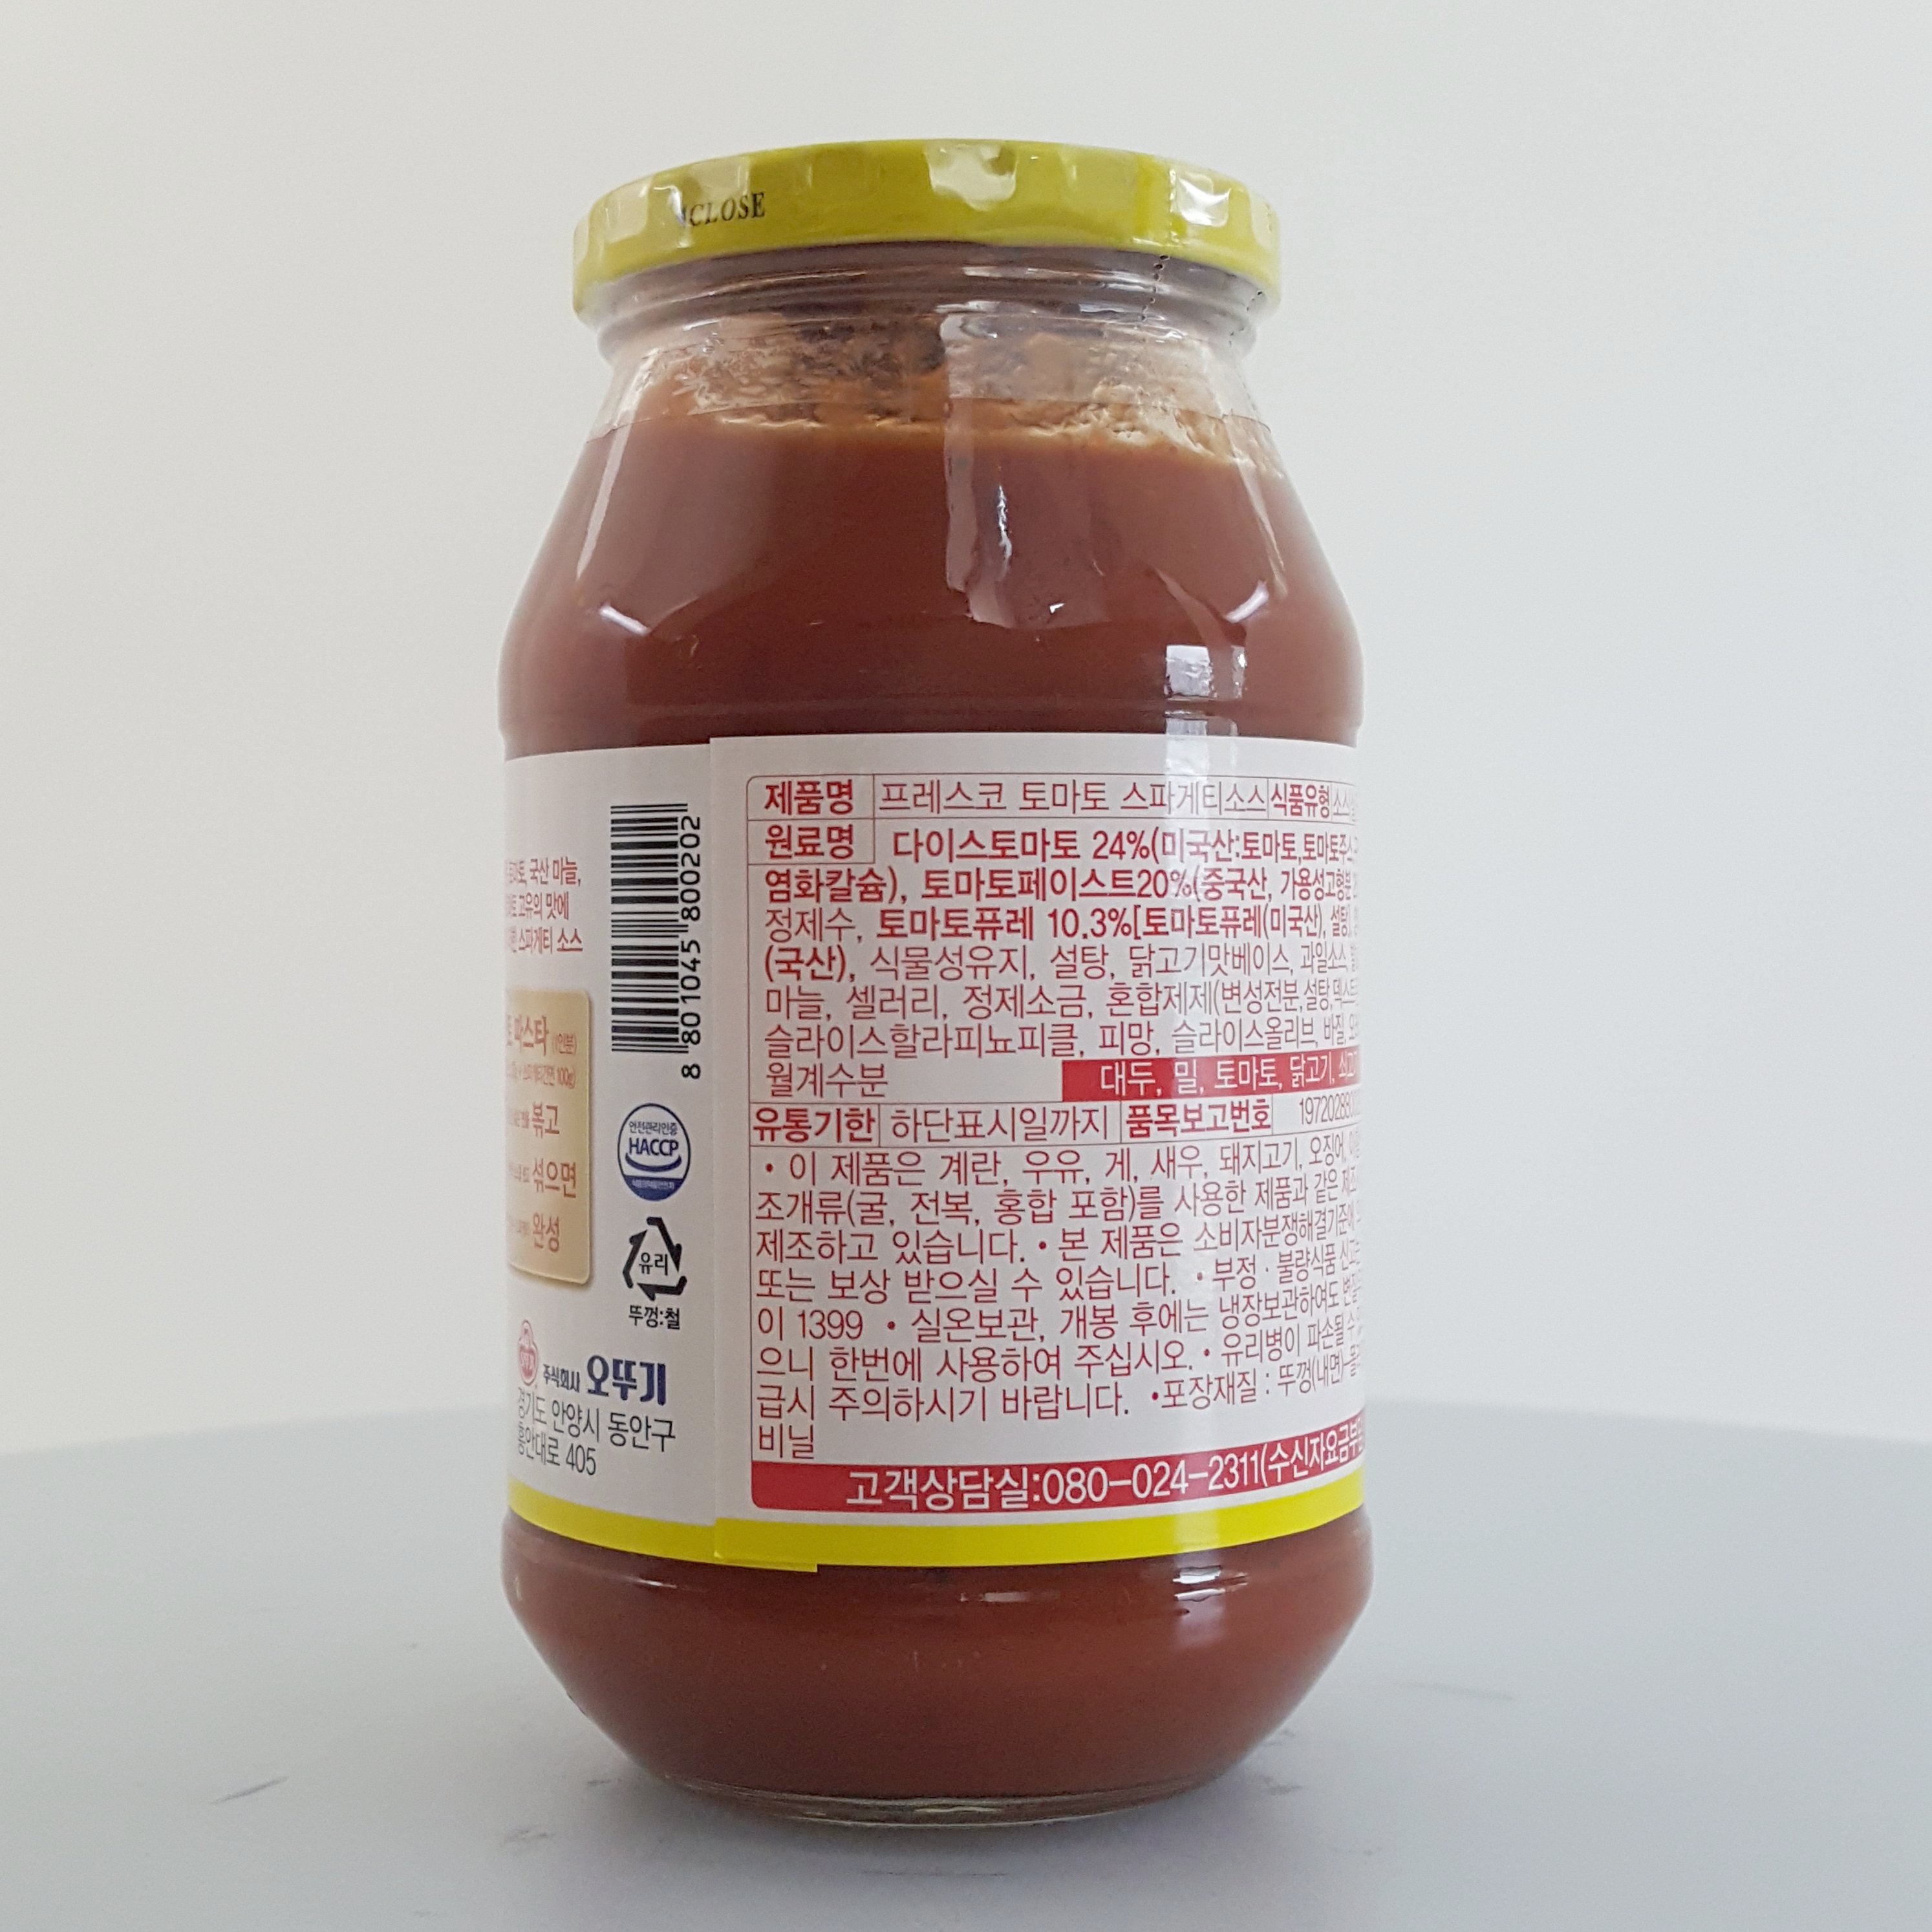 CLOSE
제품명 프레스코 토마토 스파게티소스 식품유형
원료명 다이스토마토 24%(미국산:토마토,토마토주스,
염화칼슘), 토마토페이스트20%(중국산, 가용성고형분
정제수, 토마토퓨레 10.3%[토마토퓨레(미국산), 설탕],
(국산), 식물성유지, 설탕, 닭고기맛베이스, 과일소스,
마늘, 셀러리, 정제소금, 혼합제제(변성전분,설탕,
슬라이스할라피뇨피클, 피망, 슬라이스올리브, 바질,
월계수분
대두, 밀, 토마토, 닭고기,
유통기한 하단표시일까지 품목보고번호
• 이 제품은 계란, 우유, 게, 새우, 돼지고기, 오징어,
조개류(굴, 전복, 홍합 포함)를 사용한 제품과 같은
제조하고 있습니다. • 본 제품은 소비자분쟁해결기준에
또는 보상 받으실 수 있습니다. • 부정 · 불량식품
이 1399 • 실온보관, 개봉 후에는 냉장보관하여도
으니 한번에 사용하여 주십시오. • 유리병이 파손될 수
급시 주의하시기 바랍니다. •포장재질 : 뚜껑(내면)-
비닐
고객상담실:080-024-2311(수신자요금부담)
국산 마늘,
고유의 맛에
스파게티 소스
파스타 (1인분)
100g)
볶고
섞으면
완성
8 801045 800202
안전관리인증
HACCP
유리
뚜껑:철
주식회사 오뚜기
경기도 안양시 동안구
흥안대로 405